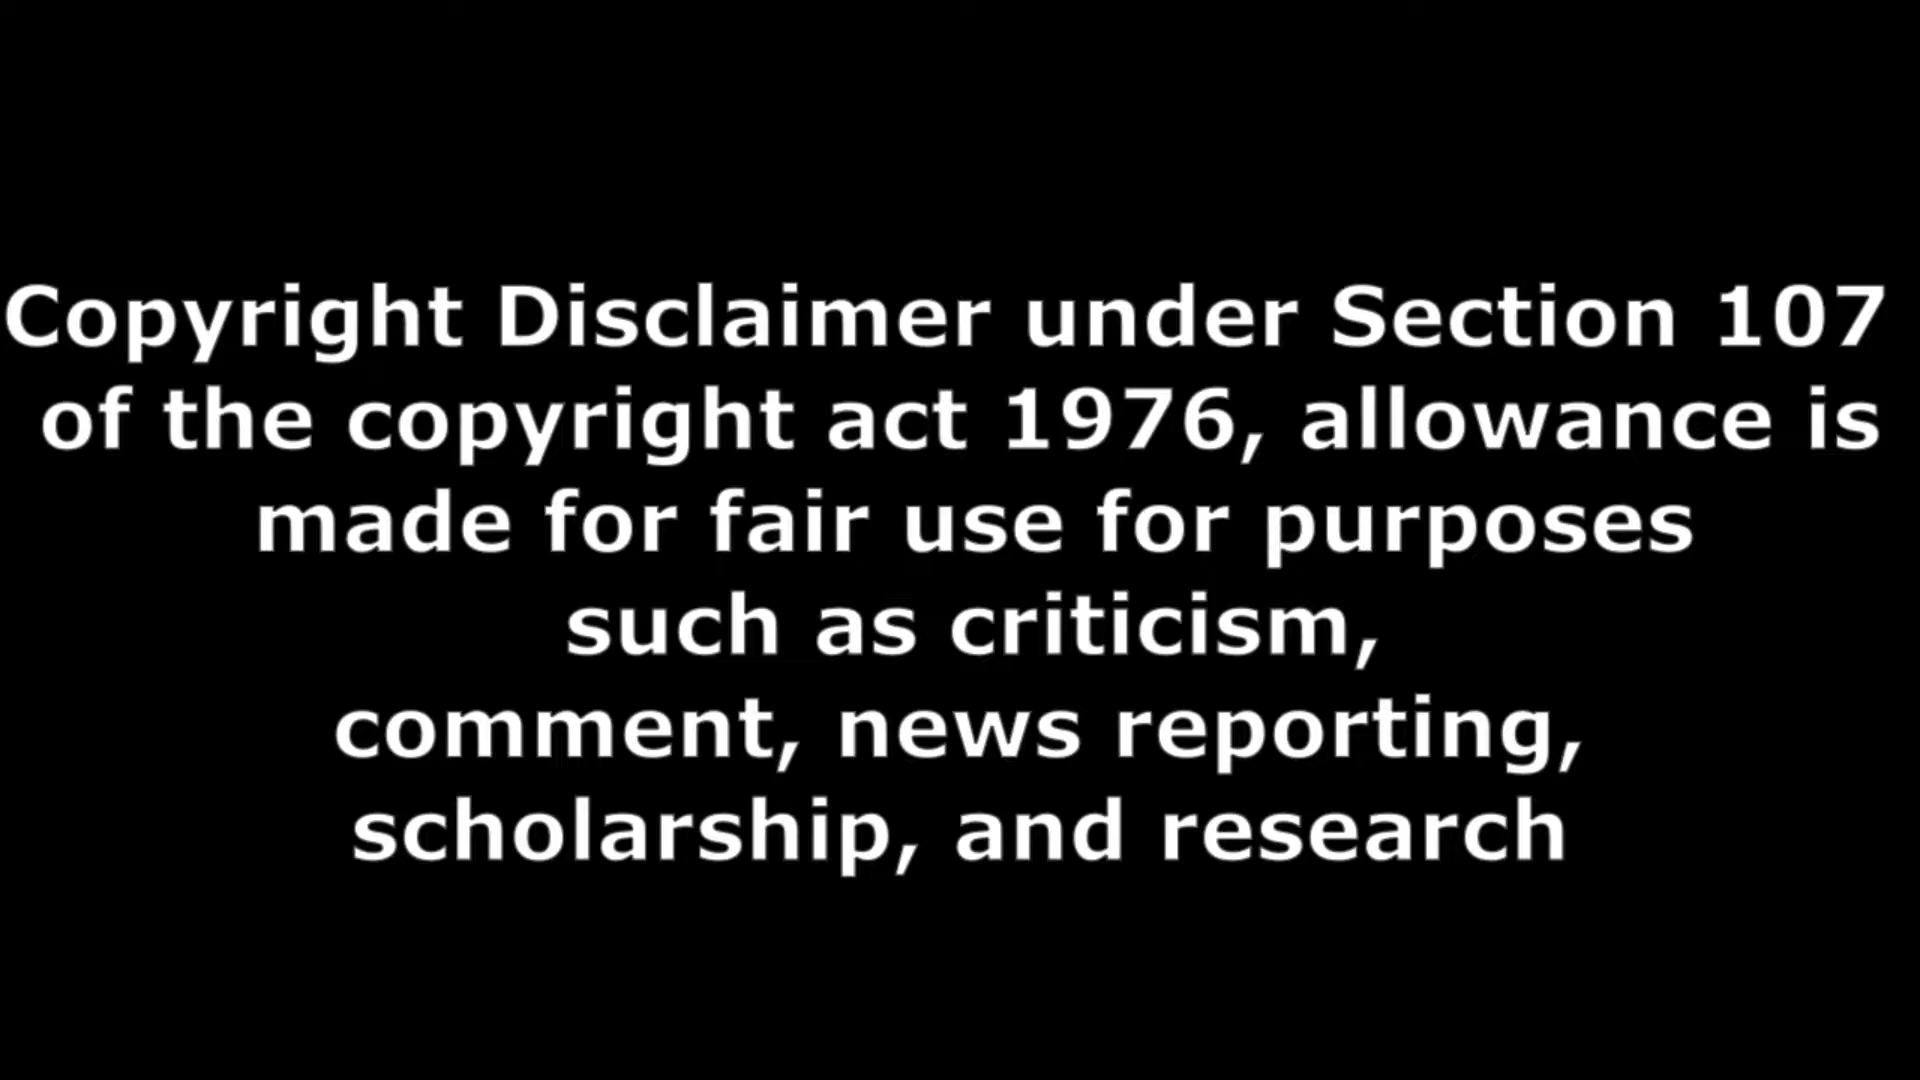 Copyright Disclaimer under Section 107
of the copyright act 1976, allowance is
made for fair use for purposes
such as criticism,
comment, news reporting,
scholarship, and research